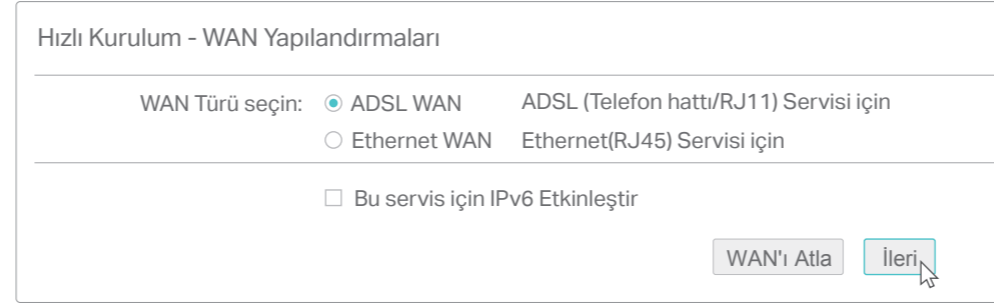 Hızlı Kurulum - WAN Yapılandırmaları
WAN Türü seçin: ADSL WAN ADSL (Telefon hattı/RJ11) Servisi için
Ethernet WAN Ethernet(RJ45) Servisi için
Bu servis için IPv6 Etkinleştir
WAN'ı Atla İleri